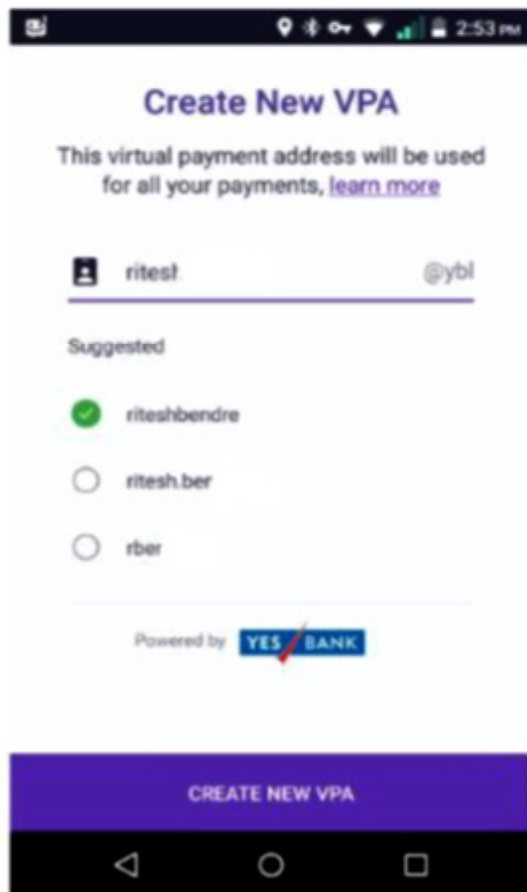 2:53 PM
Create New VPA
This virtual payment address will be used
for all your payments, learn more
ritesh @ybl
Suggested
riteshbendre
ritesh.ber
rber
Powered by YES BANK
CREATE NEW VPA